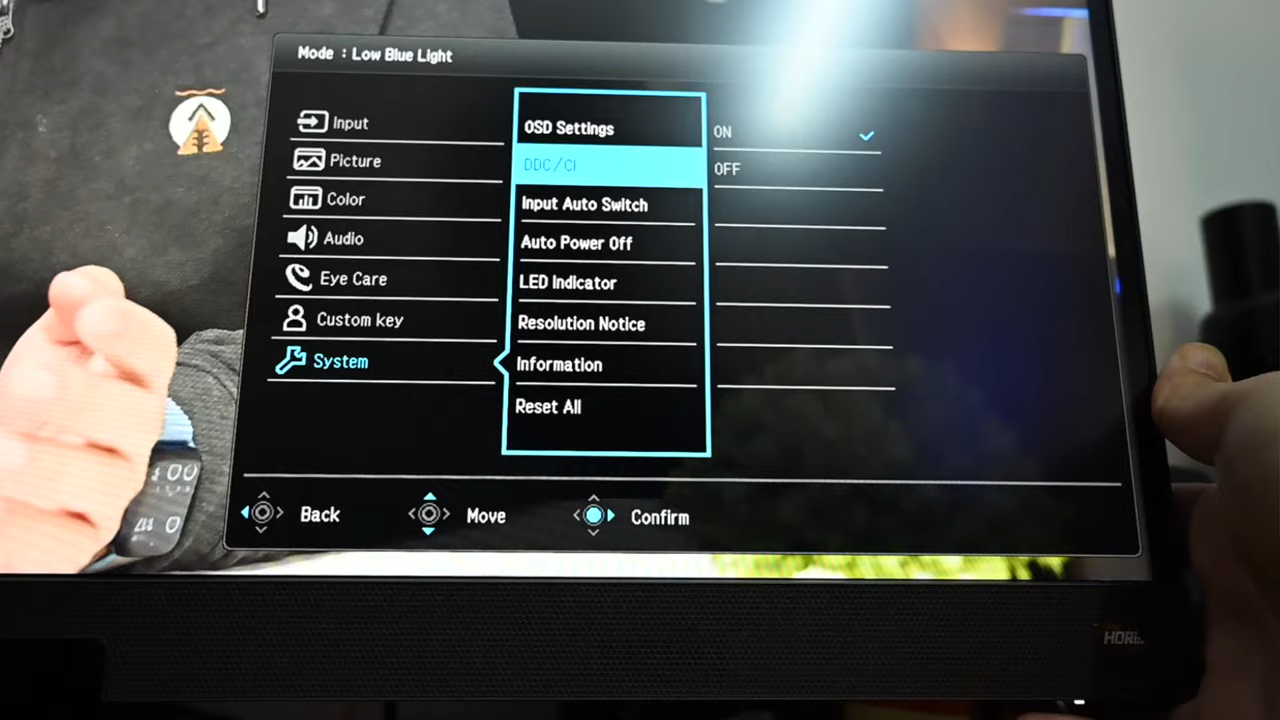 Mode : Low Blue Light
Input
Picture
Color
Audio
Eye Care
Custom key
System
OSD Settings
DDC/CI
Input Auto Switch
Auto Power Off
LED Indicator
Resolution Notice
Information
Reset All
ON
OFF
Back
Move
Confirm
HDRi